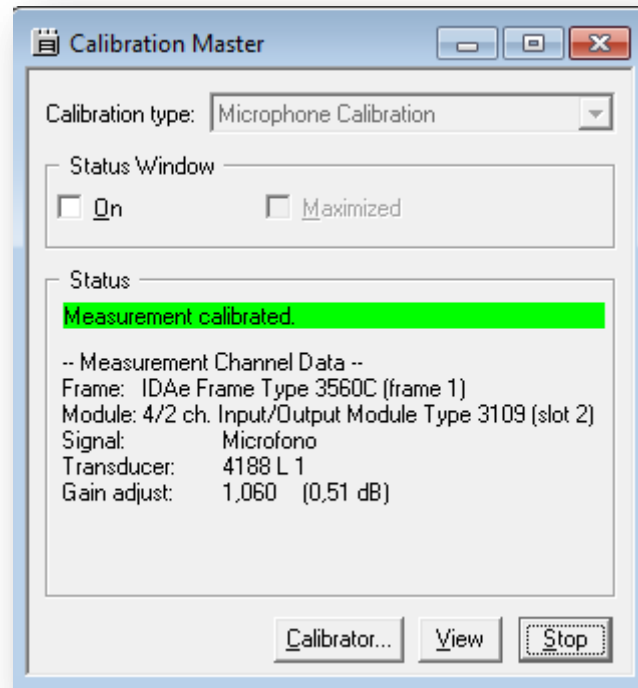 Calibration Master
Calibration type: Microphone Calibration
Status Window
On Maximized
Status
Measurement calibrated.
-- Measurement Channel Data --
Frame: IDAe Frame Type 3560C (frame 1)
Module: 4/2 ch. Input/Output Module Type 3109 (slot 2)
Signal: Microfono
Transducer: 4188 L 1
Gain adjust: 1,060 (0,51 dB)
Calibrator... View Stop